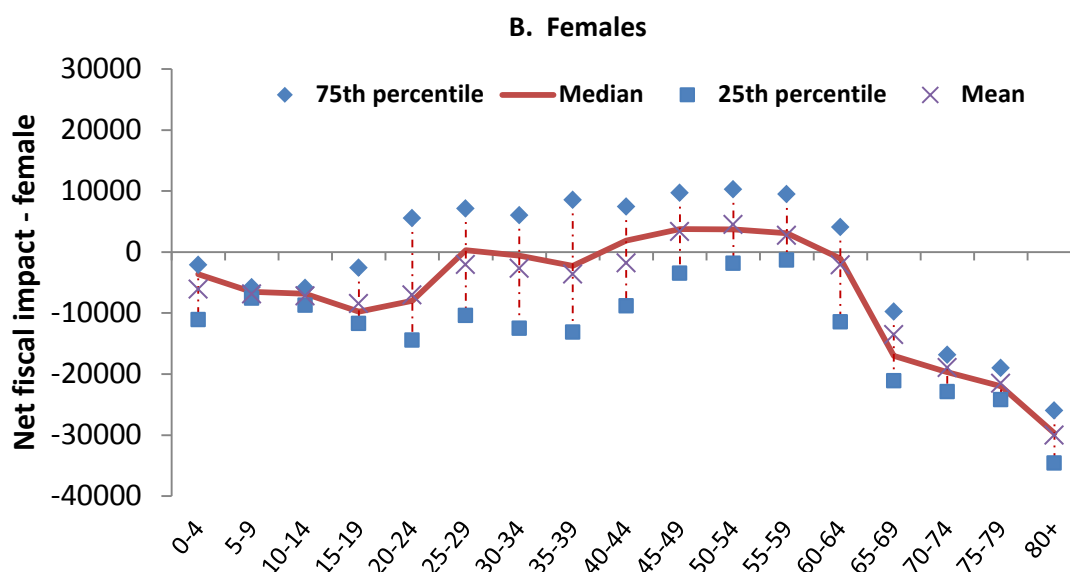 B. Females
75th percentile Median 25th percentile Mean
Net fiscal impact - female
30000
20000
10000
0
-10000
-20000
-30000
-40000
0-4 5-9 10-14 15-19 20-24 25-29 30-34 35-39 40-44 45-49 50-54 55-59 60-64 65-69 70-74 75-79 80+